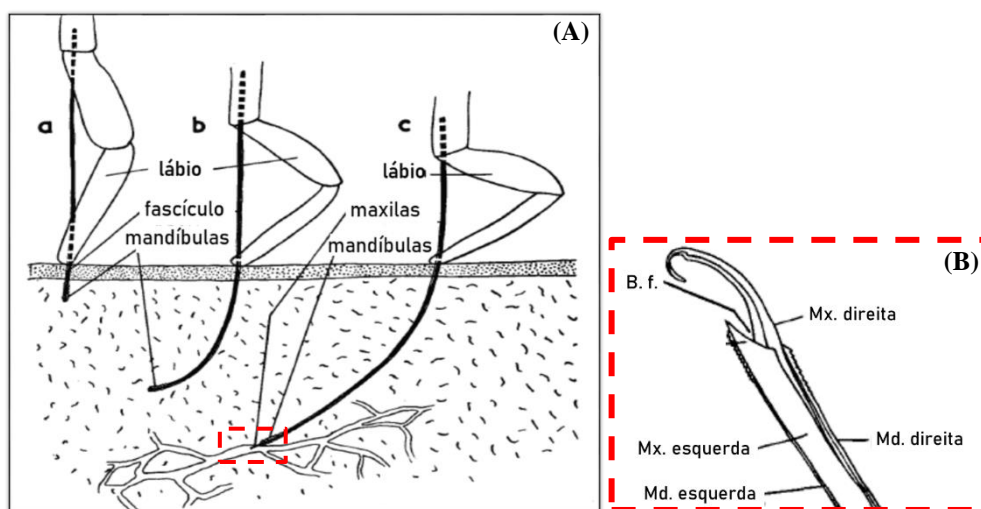 (A)
a
b
c
lábio
lábio
fascículo
maxilas
mandíbulas
mandíbulas
(B)
B. f.
Mx. direita
Mx. esquerda
Md. direita
Md. esquerda